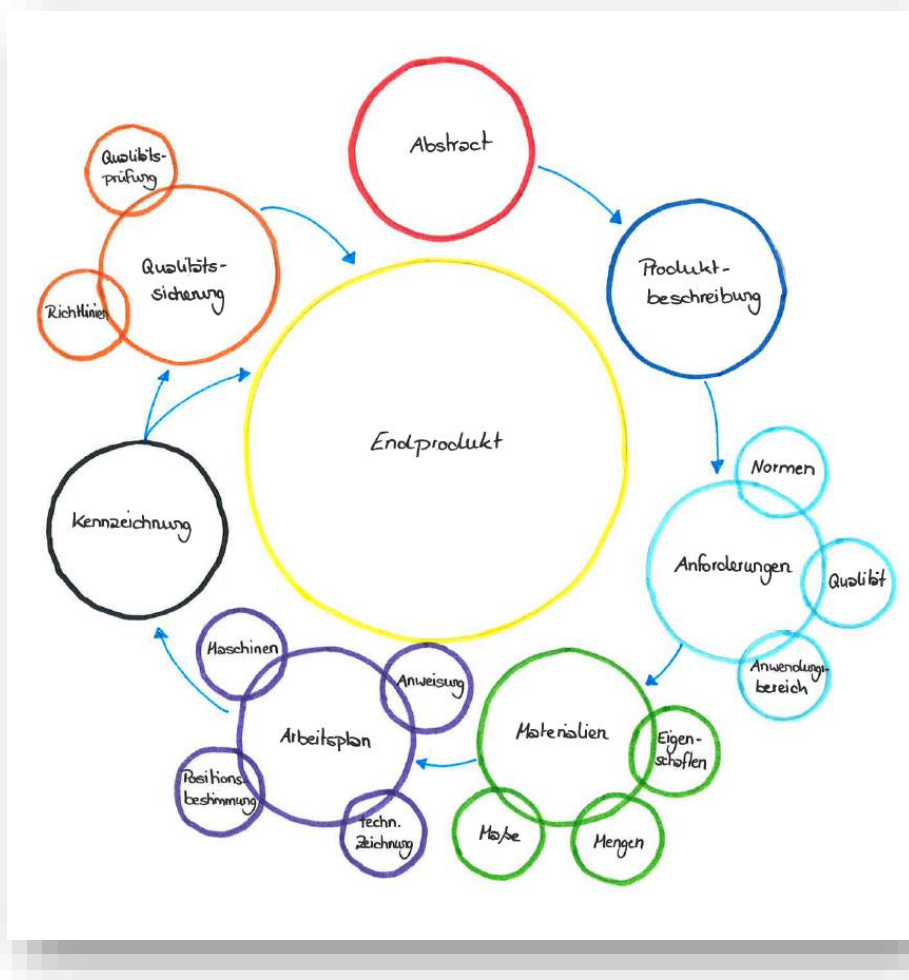 Abstract
Produkt-
beschreibung
Normen
Anforderungen
Qualität
Anwendungs-
bereich
Materialien
Eigen-
schaften
Mengen
Maße
Arbeitsplan
Anweisung
techn.
Zeichnung
Positions-
bestimmung
Maschinen
Kennzeichnung
Qualitäts-
sicherung
Richtlinien
Qualitäts-
prüfung
Endprodukt